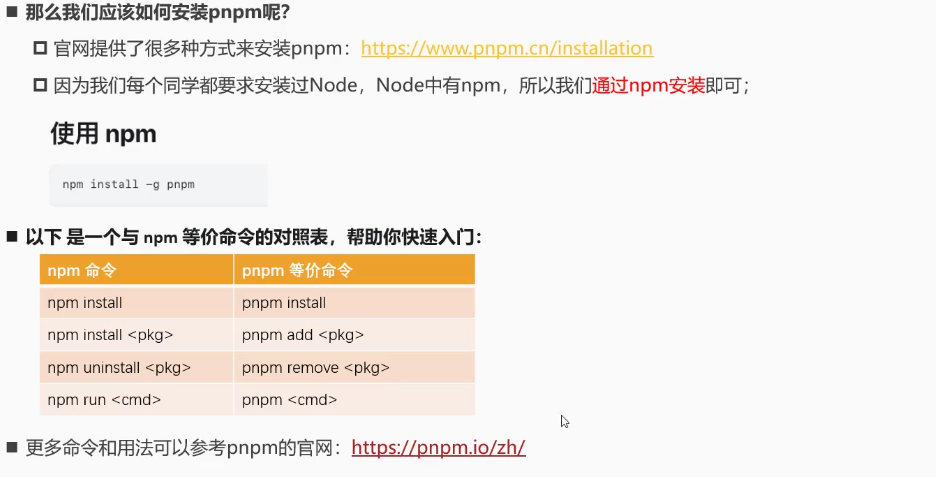 那么我们应该如何安装pnpm呢?
官网提供了很多种方式来安装pnpm：https://www.pnpm.cn/installation
因为我们每个同学都要求安装过Node，Node中有npm，所以我们通过npm安装即可；
使用 npm
npm install -g pnpm
以下 是一个与 npm 等价命令的对照表，帮助你快速入门：
npm 命令 pnpm 等价命令
npm install pnpm install
npm install <pkg> pnpm add <pkg>
npm uninstall <pkg> pnpm remove <pkg>
npm run <cmd> pnpm <cmd>
更多命令和用法可以参考pnpm的官网：https://pnpm.io/zh/